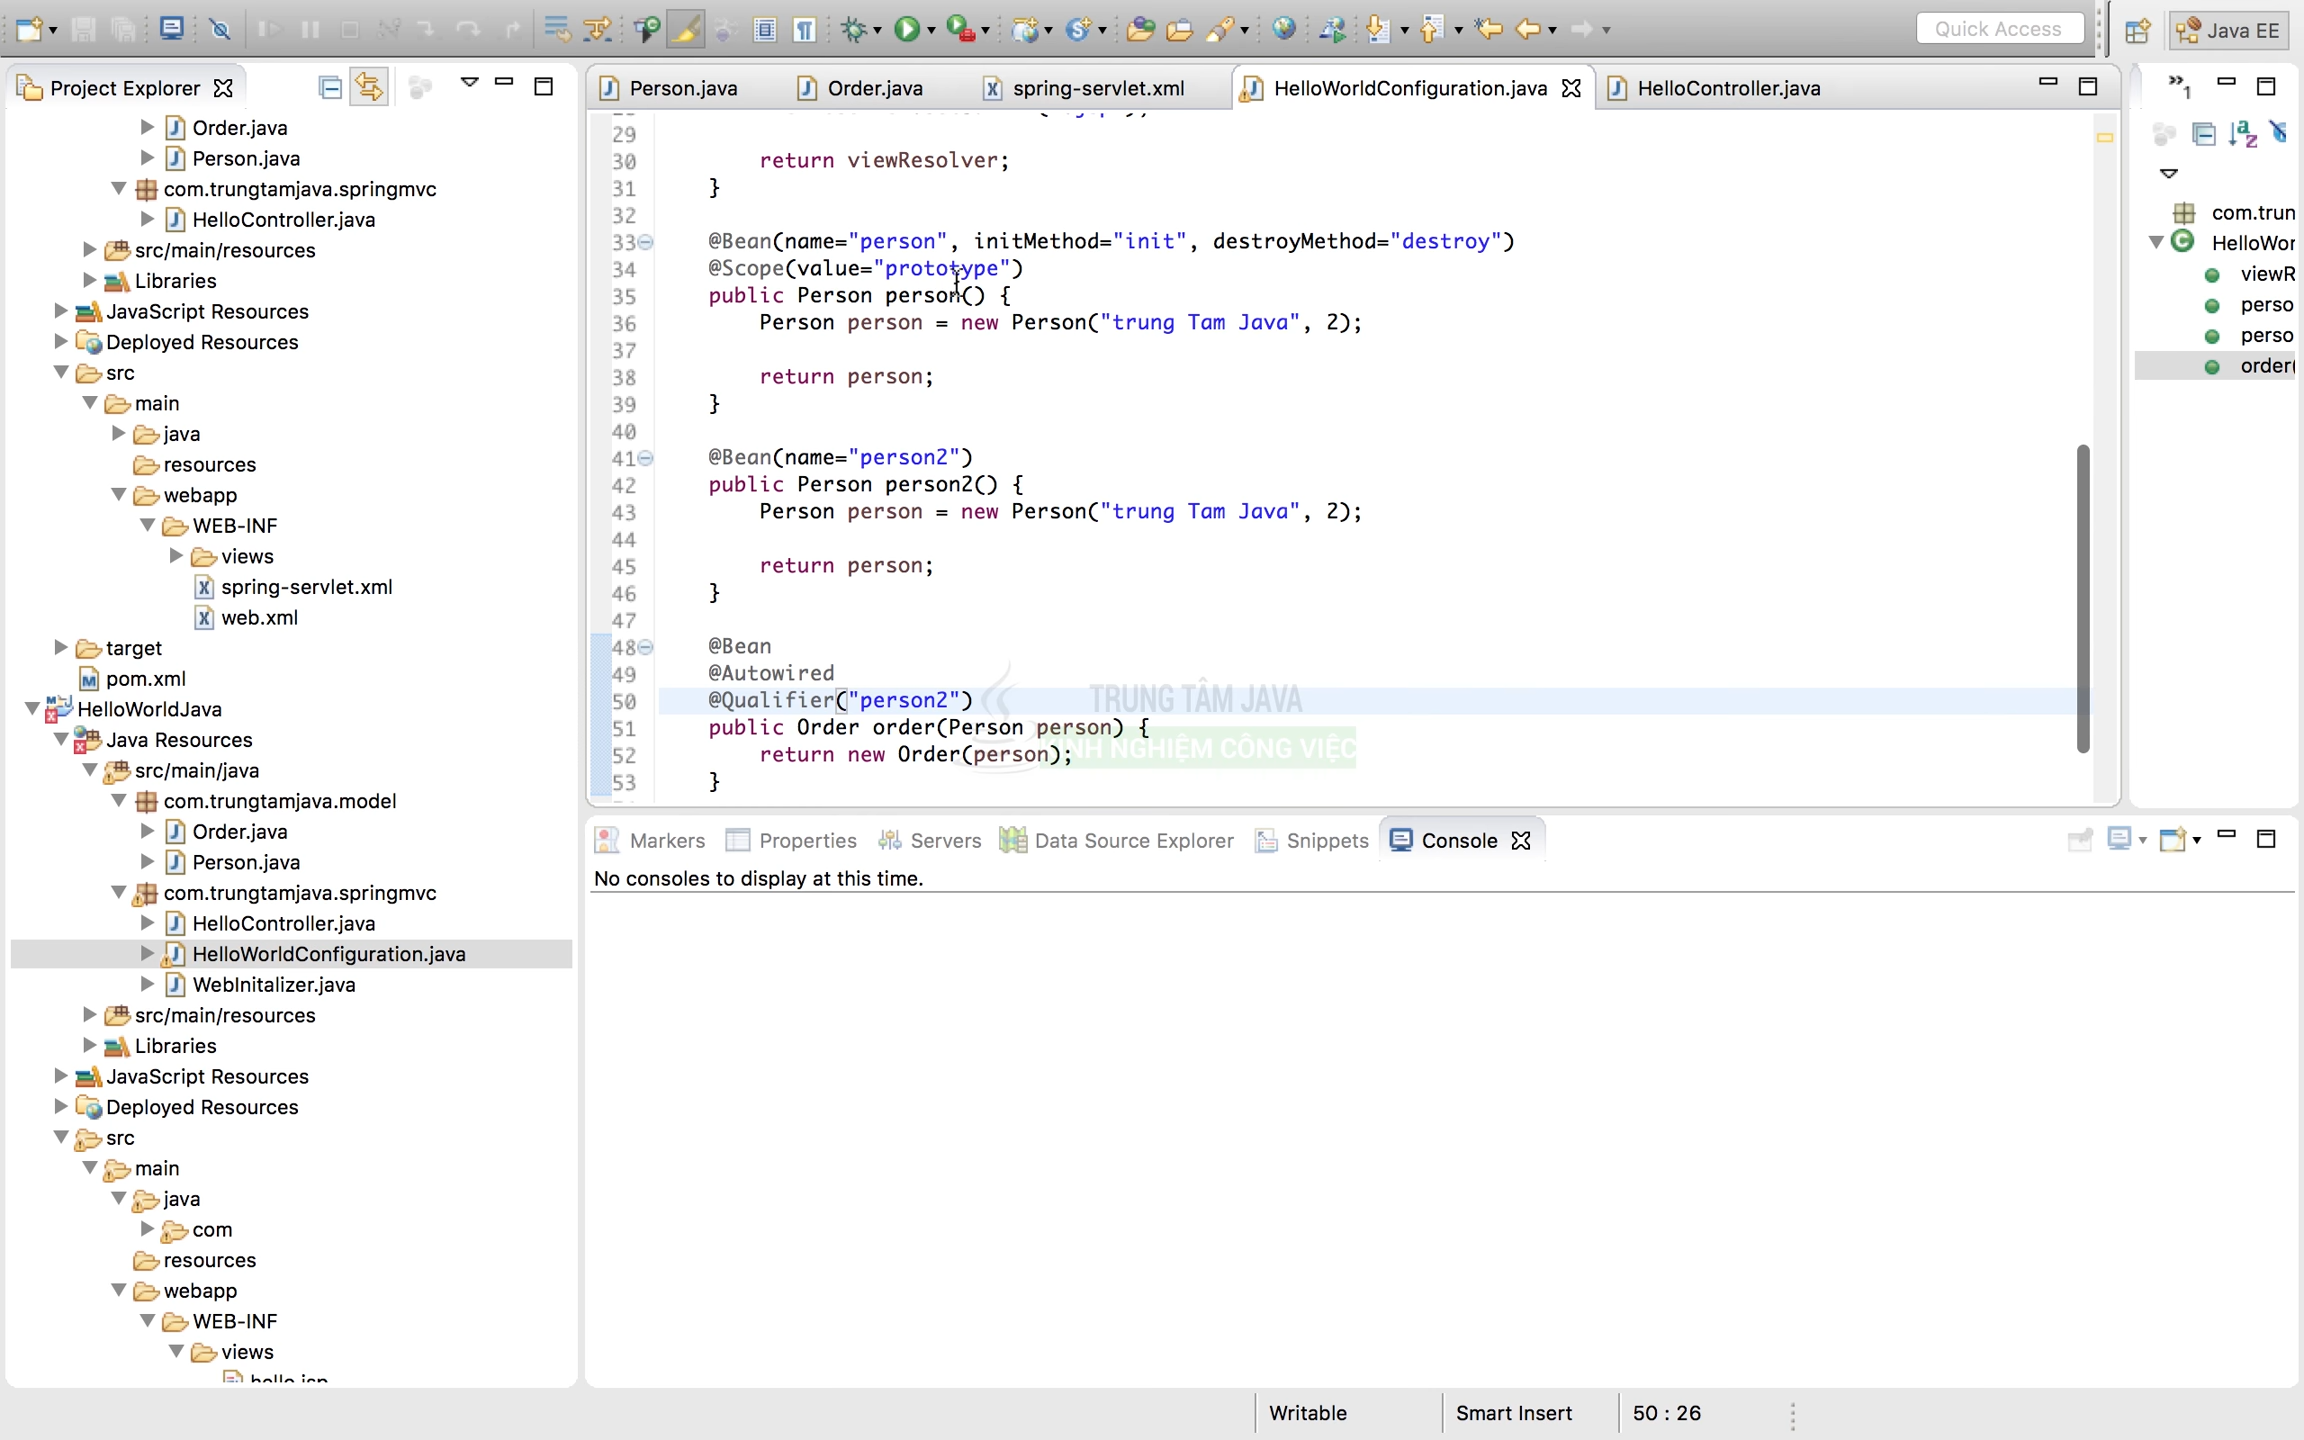 Quick Access
Java EE
Project Explorer
Order.java
Person.java
com.trungtamjava.springmvc
HelloController.java
src/main/resources
Libraries
JavaScript Resources
Deployed Resources
src
main
java
resources
webapp
WEB-INF
views
spring-servlet.xml
web.xml
target
pom.xml
HelloWorldJava
Java Resources
src/main/java
com.trungtamjava.model
Order.java
Person.java
com.trungtamjava.springmvc
HelloController.java
HelloWorldConfiguration.java
WebInitalizer.java
src/main/resources
Libraries
JavaScript Resources
Deployed Resources
src
main
java
com
resources
webapp
WEB-INF
views
hello.jsp
Person.java Order.java spring-servlet.xml HelloWorldConfiguration.java HelloController.java
29
30 return viewResolver;
31 }
32
33 @Bean(name="person", initMethod="init", destroyMethod="destroy")
34 @Scope(value="prototype")
35 public Person person() {
36 Person person = new Person("trung Tam Java", 2);
37
38 return person;
39 }
40
41 @Bean(name="person2")
42 public Person person2() {
43 Person person = new Person("trung Tam Java", 2);
44
45 return person;
46 }
47
48 @Bean
49 @Autowired
50 @Qualifier("person2")
51 public Order order(Person person) {
52 return new Order(person);
53 }
TRUNG TÂM JAVA
KINH NGHIỆM CÔNG VIỆC
1
com.trun
HelloWor
viewR
perso
perso
order(
Markers Properties Servers Data Source Explorer Snippets Console
No consoles to display at this time.
Writable Smart Insert 50 : 26